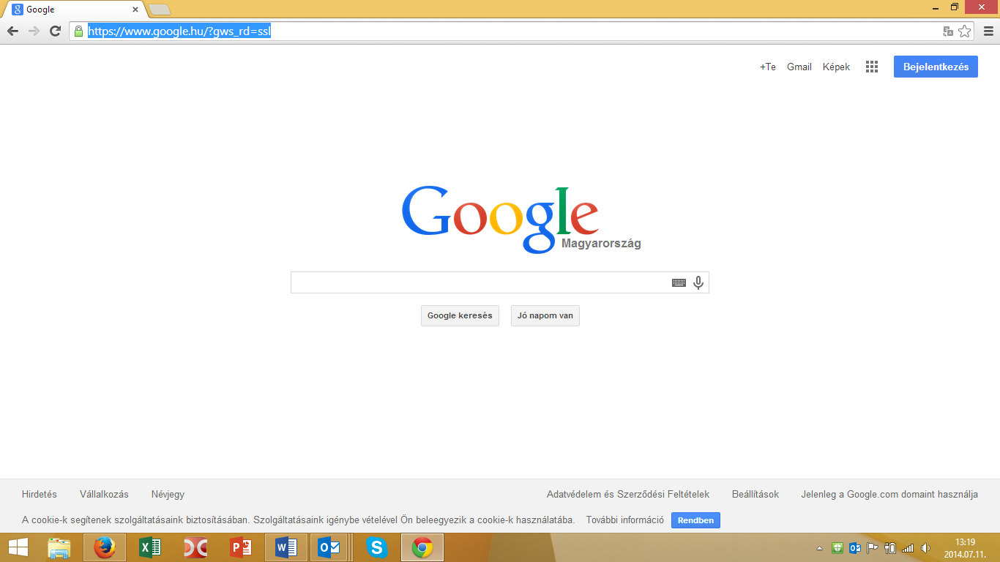 Google
https://www.google.hu/?gws_rd=ssl
+Te Gmail Képek Bejelentkezés
Google
Magyarország
Google keresés Jó napom van
Hirdetés Vállalkozás Névjegy Adatvédelem és Szerződési Feltételek Beállítások Jelenleg a Google.com domaint használja
A cookie-k segítenek szolgáltatásaink biztosításában. Szolgáltatásaink igénybe vételével Ön beleegyezik a cookie-k használatába. További információ Rendben
13:19
2014.07.11.